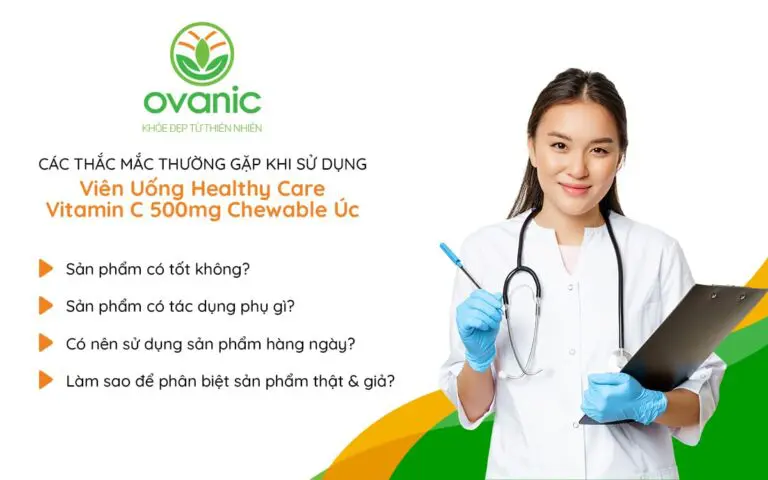 ovanic
KHỎE ĐẸP TỪ THIÊN NHIÊN
CÁC THẮC MẮC THƯỜNG GẶP KHI SỬ DỤNG
Viên Uống Healthy Care
Vitamin C 500mg Chewable Úc
Sản phẩm có tốt không?
Sản phẩm có tác dụng phụ gì?
Có nên sử dụng sản phẩm hàng ngày?
Làm sao để phân biệt sản phẩm thật & giả?